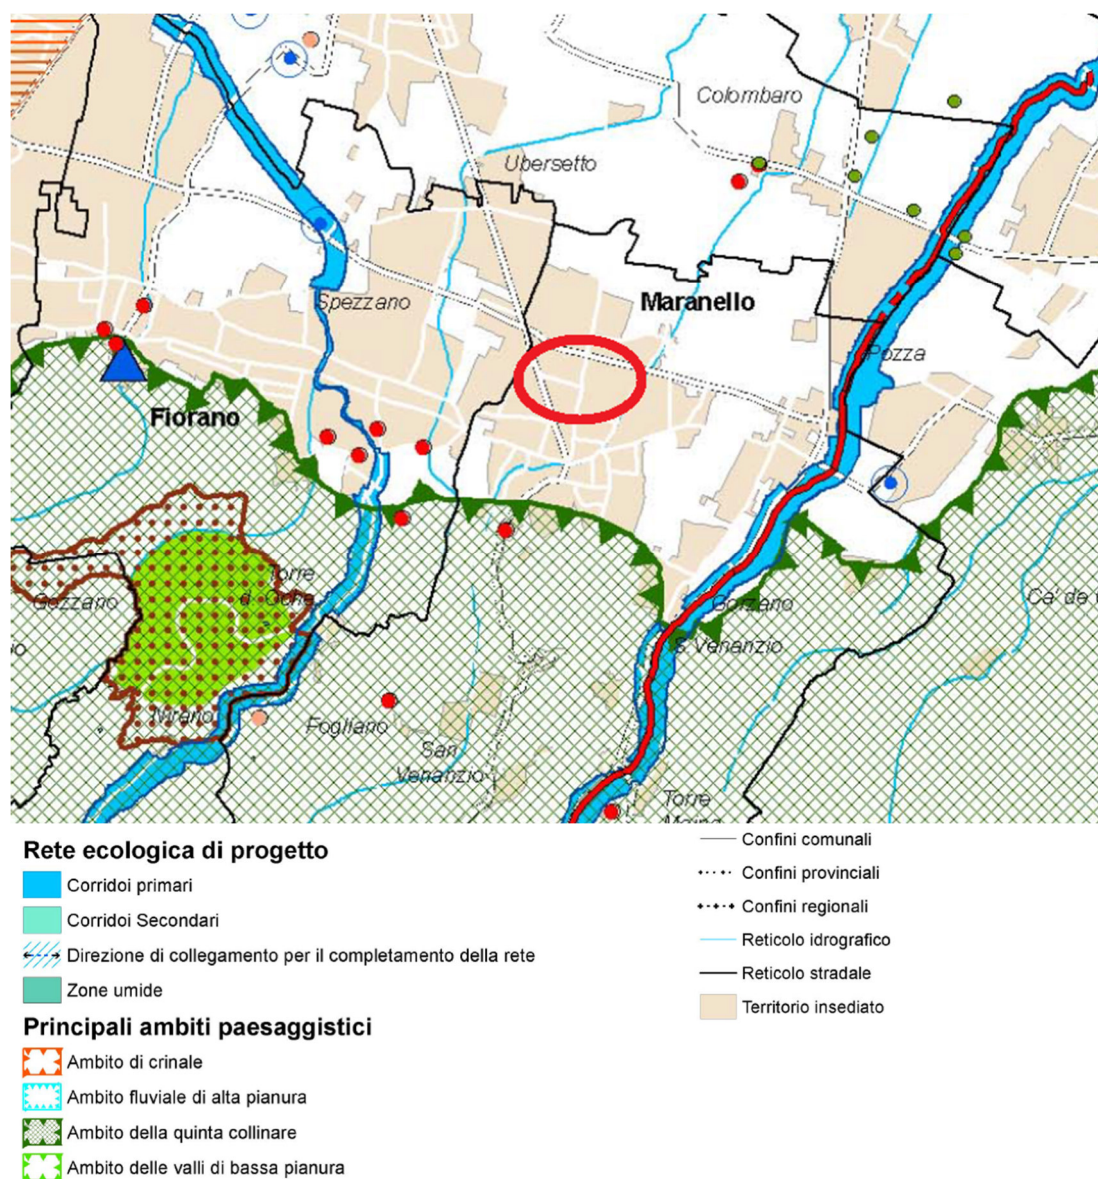 Colombaro
Ubersetto
Spezzano
Maranello
Pozza
Fiorano
Torre
Gazzano
Gorzano
Ca' de
S. Venanzio
Nirano
Fogliano
San
Venanzio
Torre
Rete ecologica di progetto
Corridoi primari
Corridoi Secondari
Direzione di collegamento per il completamento della rete
Zone umide
Principali ambiti paesaggistici
Ambito di crinale
Ambito fluviale di alta pianura
Ambito della quinta collinare
Ambito delle valli di bassa pianura
Confini comunali
Confini provinciali
Confini regionali
Reticolo idrografico
Reticolo stradale
Territorio insediato